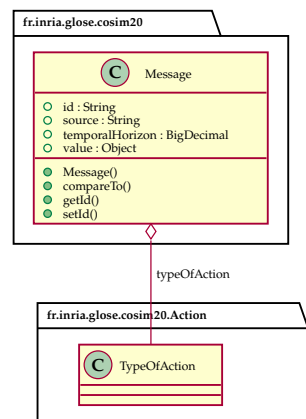 fr.inria.glose.cosim20
C Message
id : String
source : String
temporalHorizon : BigDecimal
value : Object
Message()
compareTo()
getId()
setId()
typeOfAction
fr.inria.glose.cosim20.Action
C TypeOfAction